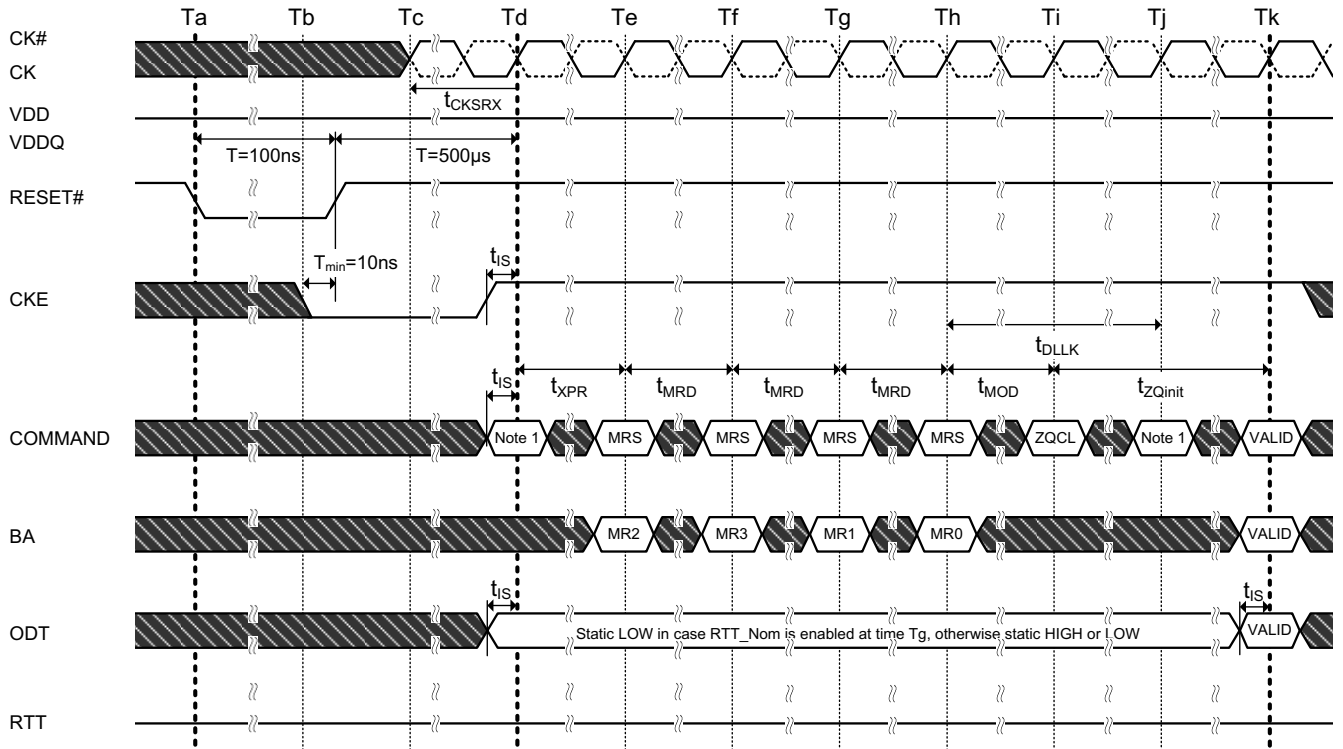 Ta Tb Tc Td Te Tf Tg Th Ti Tj Tk
CK#
CK
tCKSRX
VDD
VDDQ
T=100ns T=500µs
RESET#
Tmin=10ns tIS
CKE
tDLLK
tIS tXPR tMRD tMRD tMRD tMOD tZQinit
COMMAND Note 1 MRS MRS MRS MRS ZQCL Note 1 VALID
BA MR2 MR3 MR1 MR0 VALID
tIS tIS
ODT Static LOW in case RTT_Nom is enabled at time Tg, otherwise static HIGH or LOW VALID
RTT